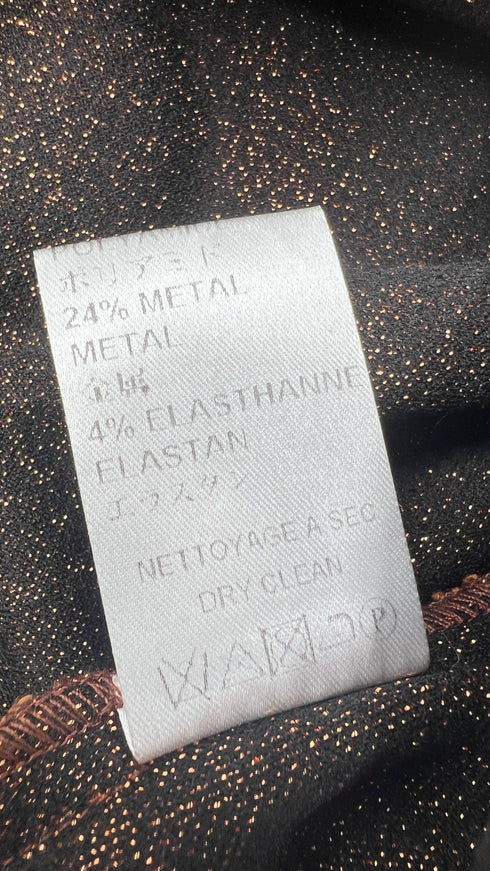 POLYAMIDE
ポリアミド
24% METAL
METAL
金属
4% ELASTHANNE
ELASTAN
エラスタン
NETTOYAGE A SEC
DRY CLEAN
P